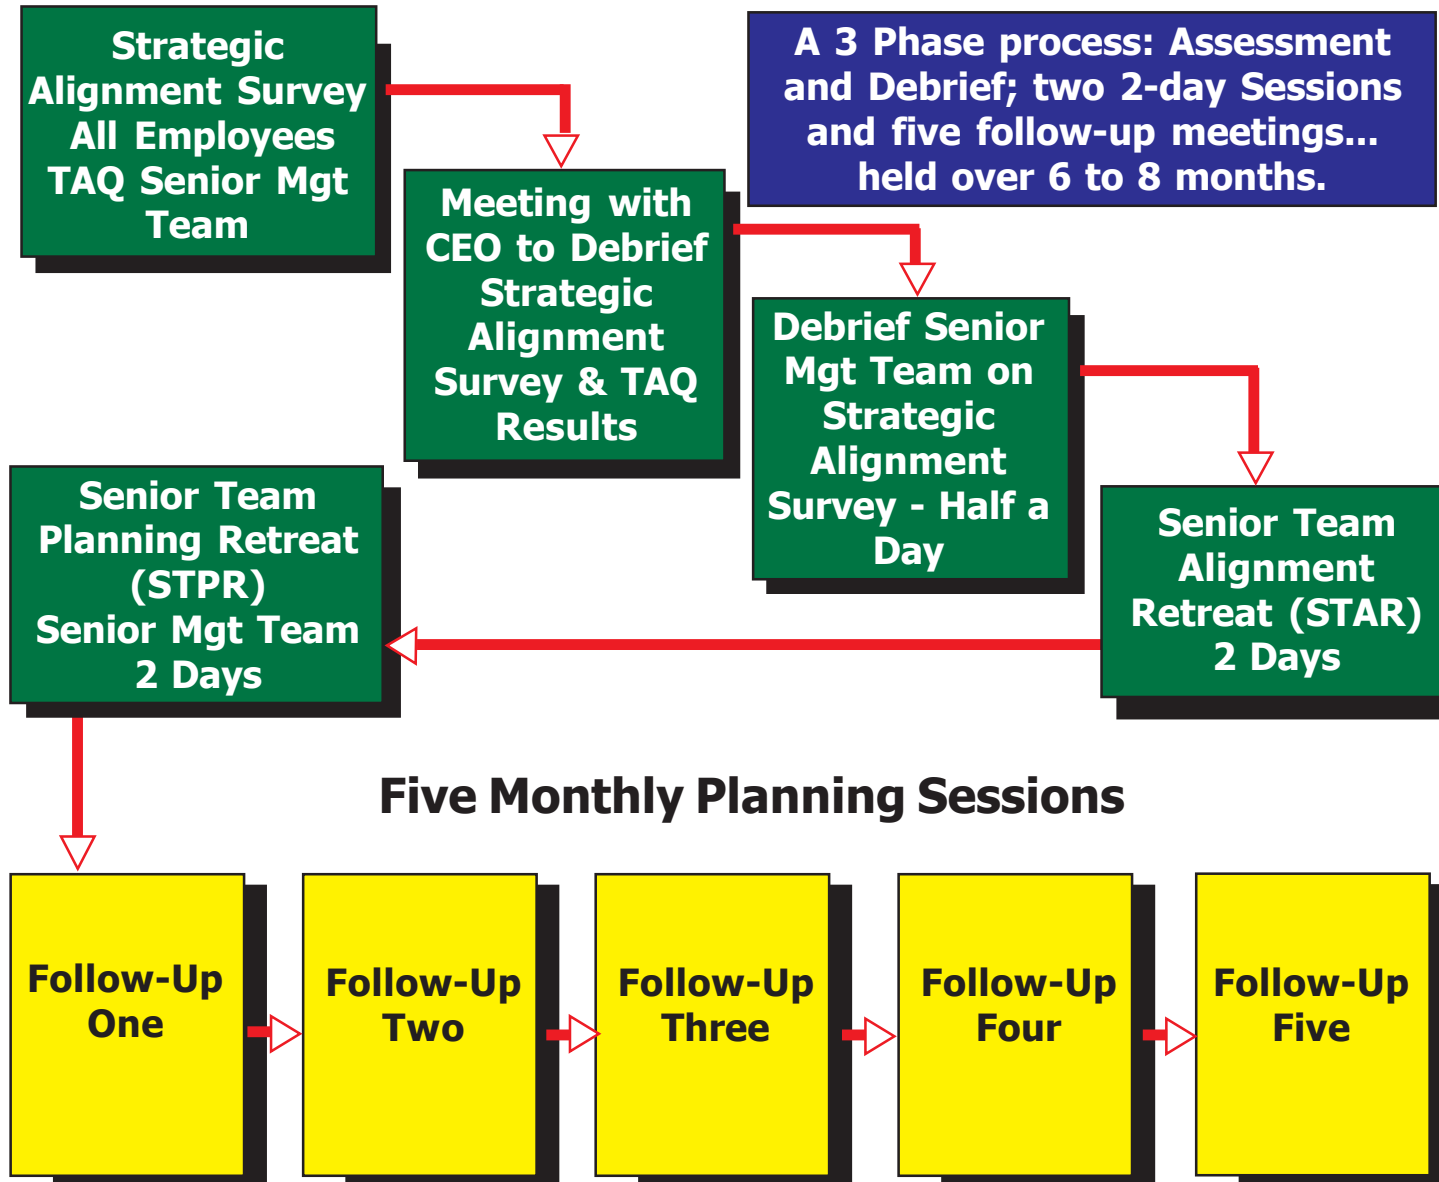 Strategic
Alignment Survey
All Employees
TAQ Senior Mgt
Team
A 3 Phase process: Assessment
and Debrief; two 2-day Sessions
and five follow-up meetings...
held over 6 to 8 months.
Meeting with
CEO to Debrief
Strategic
Alignment
Survey & TAQ
Results
Debrief Senior
Mgt Team on
Strategic
Alignment
Survey - Half a
Day
Senior Team
Alignment
Retreat (STAR)
2 Days
Senior Team
Planning Retreat
(STPR)
Senior Mgt Team
2 Days
Five Monthly Planning Sessions
Follow-Up
One
Follow-Up
Two
Follow-Up
Three
Follow-Up
Four
Follow-Up
Five